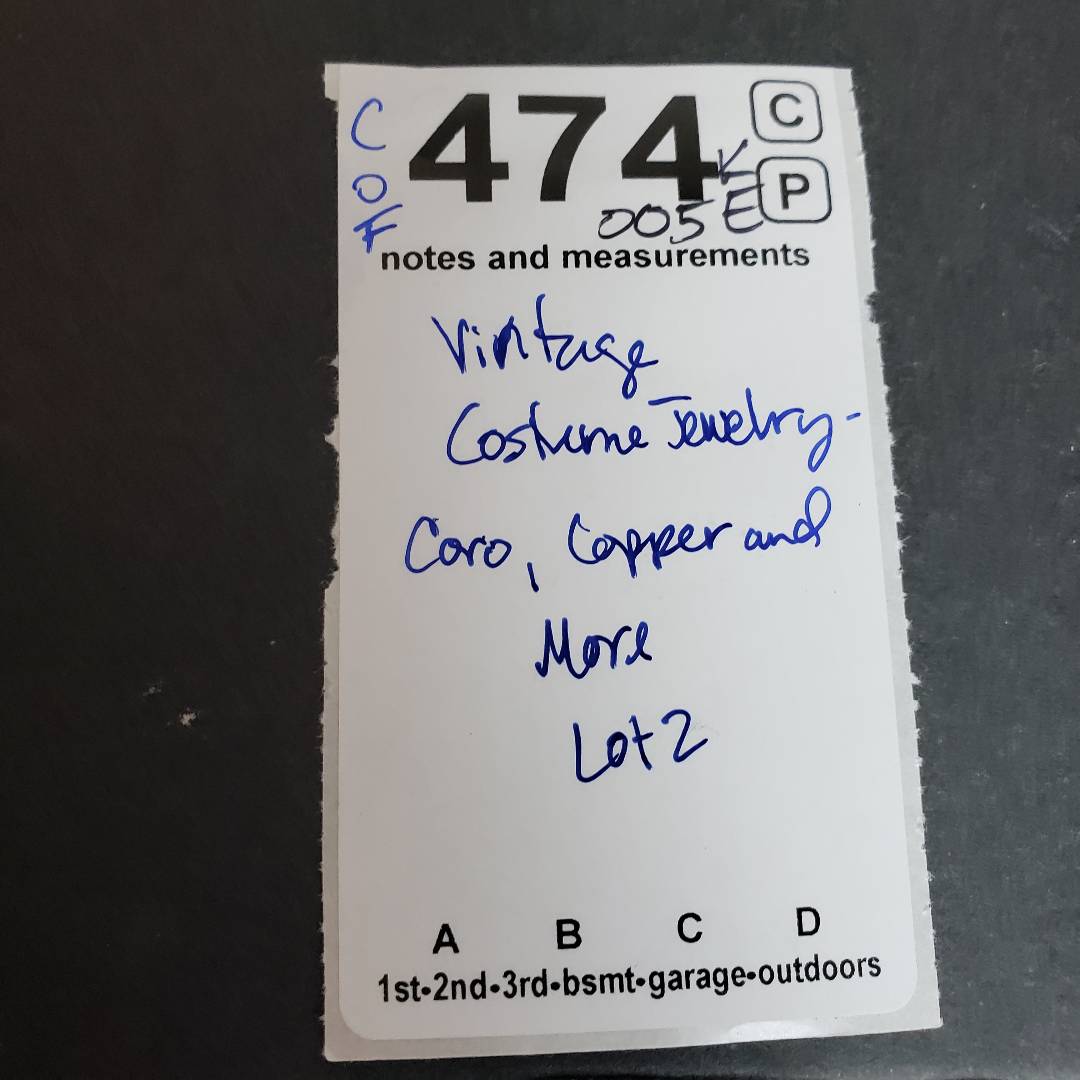 C
O
F
474
C
K
P
005 E
notes and measurements
Vintage
Costume Jewelry-
Coro, Copper and
More
Lot 2
A B C D
1st•2nd•3rd•bsmt•garage•outdoors